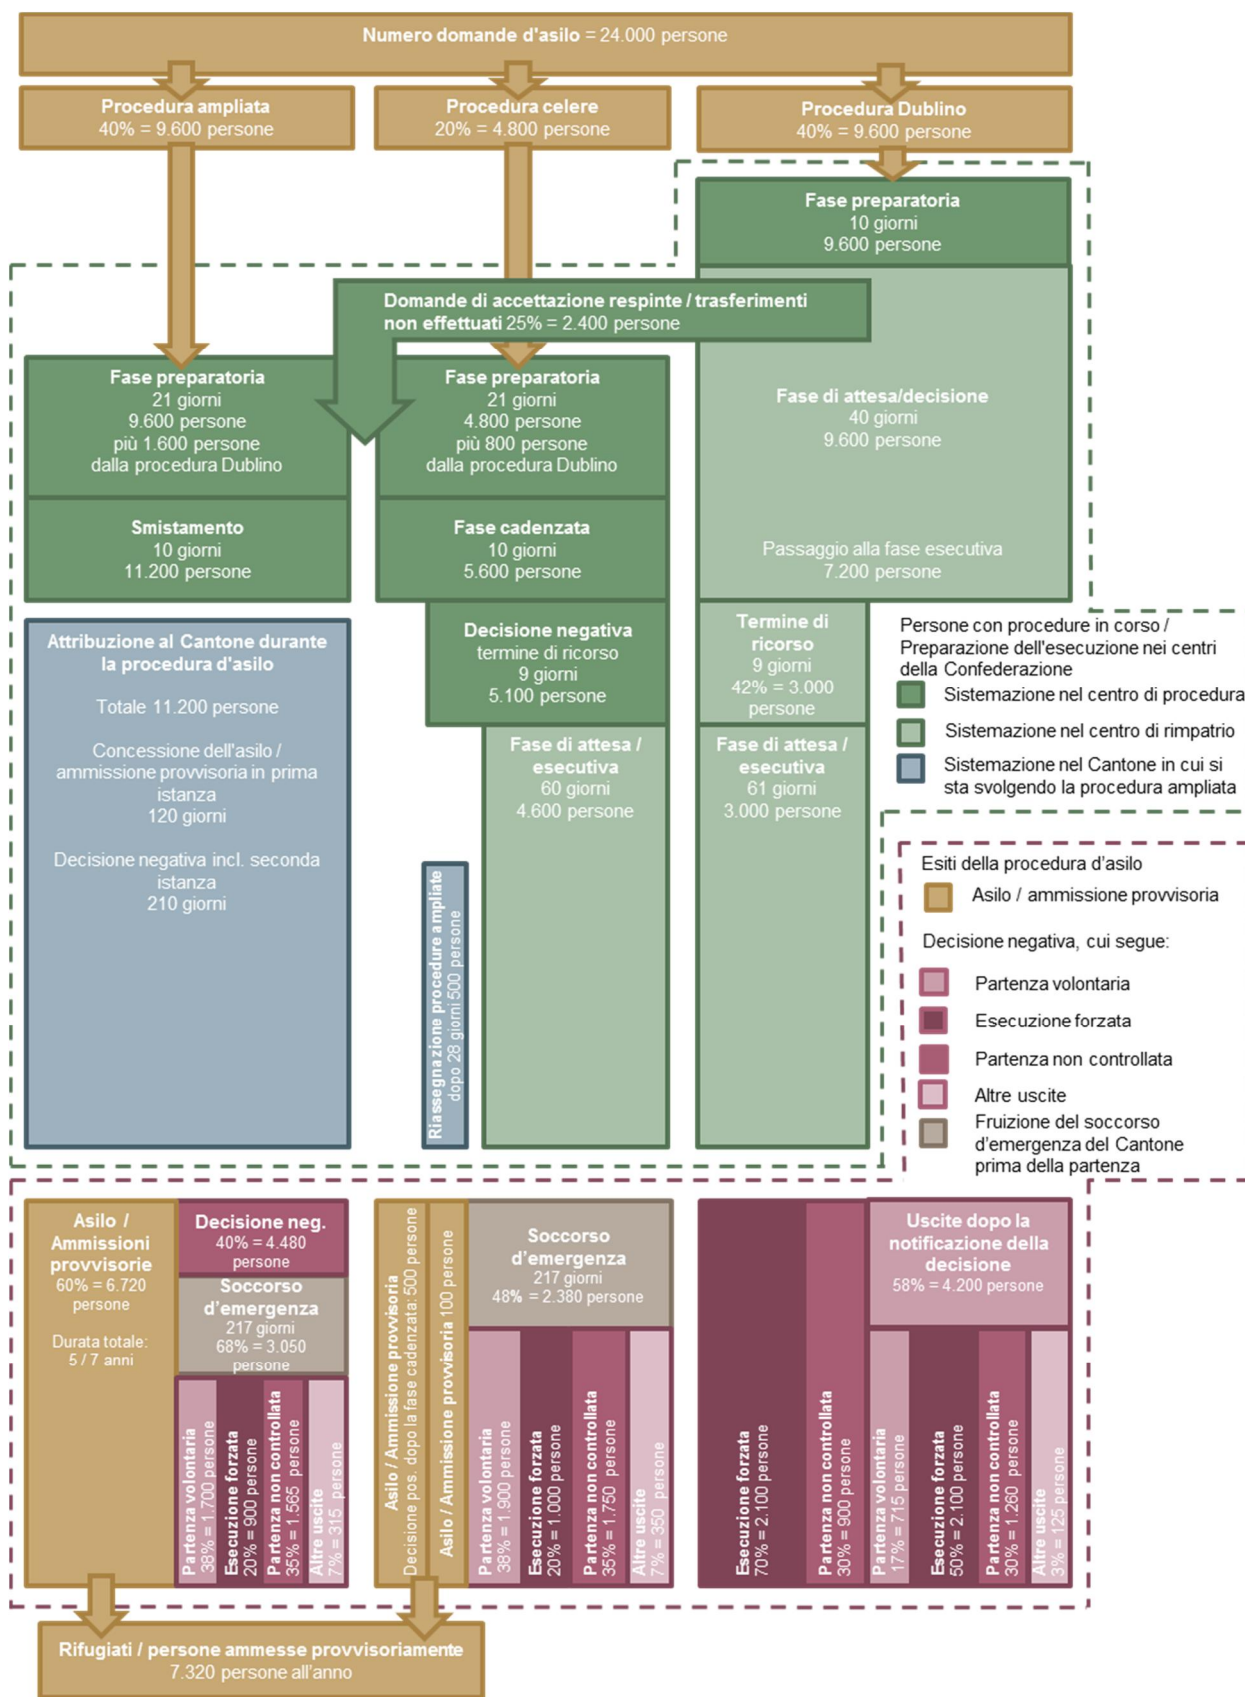 Numero domande d'asilo = 24.000 persone
Procedura ampliata
40% = 9.600 persone
Procedura celere
20% = 4.800 persone
Procedura Dublino
40% = 9.600 persone
Fase preparatoria
10 giorni
9.600 persone
Domande di accettazione respinte / trasferimenti
non effettuati 25% = 2.400 persone
Fase preparatoria
21 giorni
9.600 persone
più 1.600 persone
dalla procedura Dublino
Fase preparatoria
21 giorni
4.800 persone
più 800 persone
dalla procedura Dublino
Fase di attesa/decisione
40 giorni
9.600 persone
Passaggio alla fase esecutiva
7.200 persone
Smistamento
10 giorni
11.200 persone
Fase cadenzata
10 giorni
5.600 persone
Attribuzione al Cantone durante
la procedura d'asilo
Totale 11.200 persone
Concessione dell'asilo /
ammissione provvisoria in prima
istanza
120 giorni
Decisione negativa incl. seconda
istanza
210 giorni
Decisione negativa
termine di ricorso
9 giorni
5.100 persone
Termine di
ricorso
9 giorni
42% = 3.000
persone
Fase di attesa /
esecutiva
60 giorni
4.600 persone
Fase di attesa /
esecutiva
61 giorni
3.000 persone
Riassegnazione procedure ampliate
dopo 28 giorni 500 persone
Persone con procedure in corso /
Preparazione dell'esecuzione nei centri
della Confederazione
Sistemazione nel centro di procedura
Sistemazione nel centro di rimpatrio
Sistemazione nel Cantone in cui si
sta svolgendo la procedura ampliata
Esiti della procedura d'asilo
Asilo / ammissione provvisoria
Decisione negativa, cui segue:
Partenza volontaria
Esecuzione forzata
Partenza non controllata
Altre uscite
Fruizione del soccorso
d'emergenza del Cantone
prima della partenza
Asilo /
Ammissioni
provvisorie
60% = 6.720
persone
Durata totale:
5 / 7 anni
Decisione neg.
40% = 4.480
persone
Soccorso
d'emergenza
217 giorni
68% = 3.050
persone
Partenza volontaria
38% = 1.700 persone
Esecuzione forzata
20% = 900 persone
Partenza non controllata
35% = 1.565 persone
Altre uscite
7% = 315 persone
Asilo / Ammissione provvisoria
Decisione pos. dopo la fase cadenzata: 500 persone
Asilo / Ammissione provvisoria 100 persone
Soccorso
d'emergenza
217 giorni
48% = 2.380 persone
Partenza volontaria
38% = 1.900 persone
Esecuzione forzata
20% = 1.000 persone
Partenza non controllata
35% = 1.750 persone
Altre uscite
7% = 350 persone
Esecuzione forzata
70% = 2.100 persone
Partenza non controllata
30% = 900 persone
Uscite dopo la
notificazione della
decisione
58% = 4.200 persone
Partenza volontaria
17% = 715 persone
Esecuzione forzata
50% = 2.100 persone
Partenza non controllata
30% = 1.260 persone
Altre uscite
3% = 125 persone
Rifugiati / persone ammesse provvisoriamente
7.320 persone all'anno